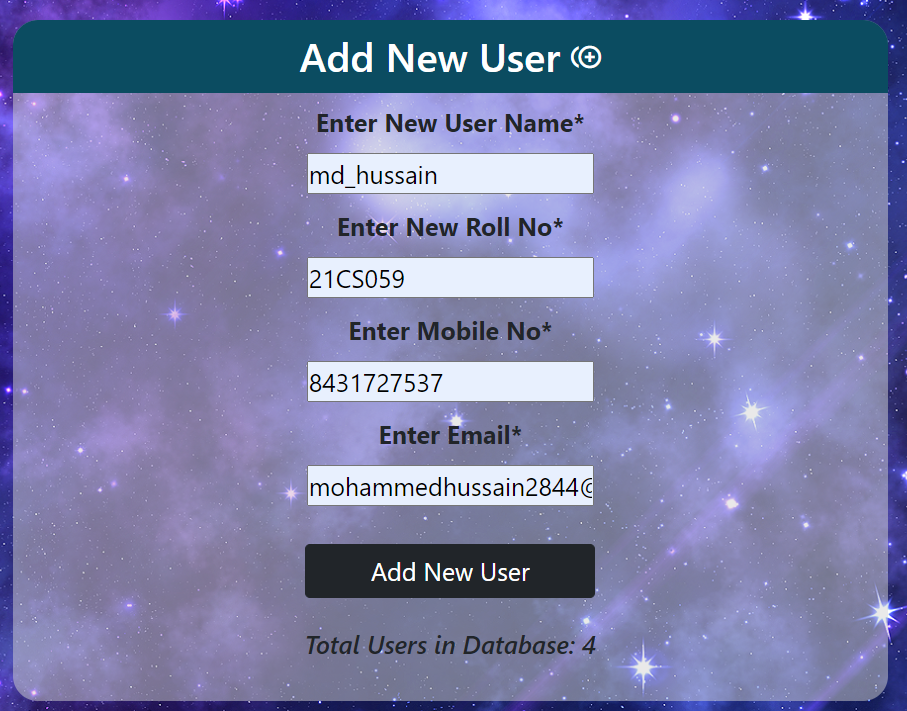 Add New User
Enter New User Name*
md_hussain
Enter New Roll No*
21CS059
Enter Mobile No*
8431727537
Enter Email*
mohammedhussain2844@
Add New User
Total Users in Database: 4